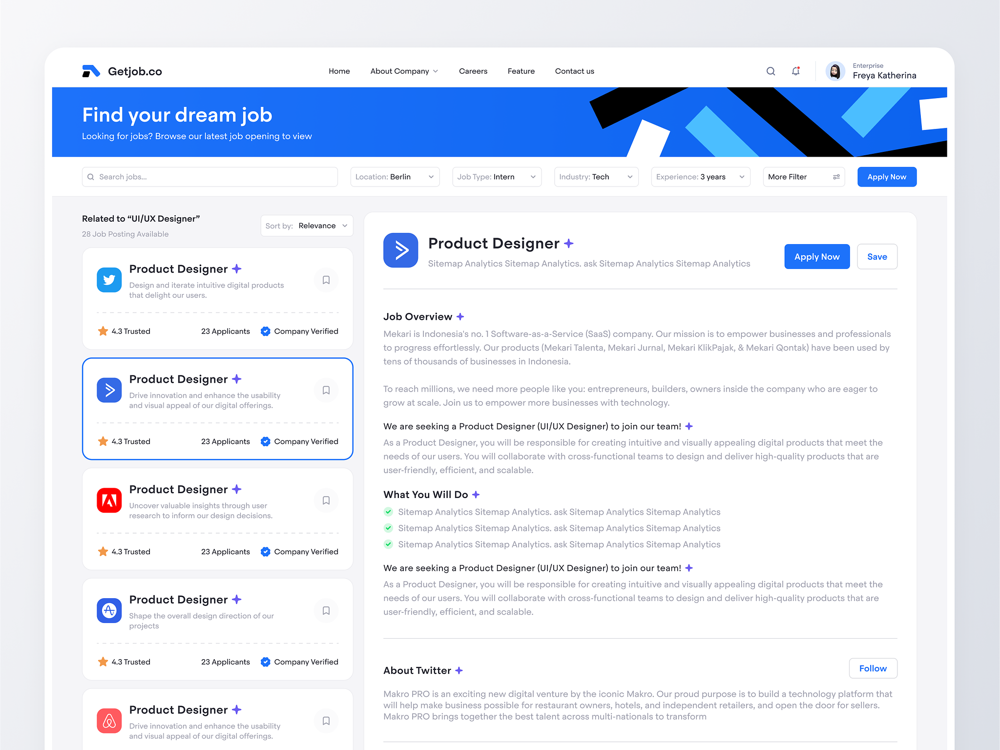 Getjob.co
Home
About Company
Careers
Feature
Contact us
Enterprise
Freya Katherina
Find your dream job
Looking for jobs? Browse our latest job opening to view
Search jobs...
Location: Berlin
Job Type: Intern
Industry: Tech
Experience: 3 years
More Filter
Apply Now
Related to “UI/UX Designer”
28 Job Posting Available
Sort by: Relevance
Product Designer
Design and iterate intuitive digital products
that delight our users.
4.3 Trusted
23 Applicants
Company Verified
Product Designer
Drive innovation and enhance the usability
and visual appeal of our digital offerings.
4.3 Trusted
23 Applicants
Company Verified
Product Designer
Uncover valuable insights through user
research to inform our design decisions.
4.3 Trusted
23 Applicants
Company Verified
Product Designer
Shape the overall design direction of our
projects
4.3 Trusted
23 Applicants
Company Verified
Product Designer
Drive innovation and enhance the usability
and visual appeal of our digital offerings.
Product Designer
Sitemap Analytics Sitemap Analytics. ask Sitemap Analytics Sitemap Analytics
Apply Now
Save
Job Overview
Mekari is Indonesia's no. 1 Software-as-a-Service (SaaS) company. Our mission is to empower businesses and professionals
to progress effortlessly. Our products (Mekari Talenta, Mekari Jurnal, Mekari KlikPajak, & Mekari Qontak) have been used by
tens of thousands of businesses in Indonesia.
To reach millions, we need more people like you: entrepreneurs, builders, owners inside the company who are eager to
grow at scale. Join us to empower more businesses with technology.
We are seeking a Product Designer (UI/UX Designer) to join our team!
As a Product Designer, you will be responsible for creating intuitive and visually appealing digital products that meet the
needs of our users. You will collaborate with cross-functional teams to design and deliver high-quality products that are
user-friendly, efficient, and scalable.
What You Will Do
Sitemap Analytics Sitemap Analytics. ask Sitemap Analytics Sitemap Analytics
Sitemap Analytics Sitemap Analytics. ask Sitemap Analytics Sitemap Analytics
Sitemap Analytics Sitemap Analytics. ask Sitemap Analytics Sitemap Analytics
We are seeking a Product Designer (UI/UX Designer) to join our team!
As a Product Designer, you will be responsible for creating intuitive and visually appealing digital products that meet the
needs of our users. You will collaborate with cross-functional teams to design and deliver high-quality products that are
user-friendly, efficient, and scalable.
About Twitter
Follow
Makro PRO is an exciting new digital venture by the iconic Makro. Our proud purpose is to build a technology platform that
will help make business possible for restaurant owners, hotels, and independent retailers, and open the door for sellers.
Makro PRO brings together the best talent across multi-nationals to transform